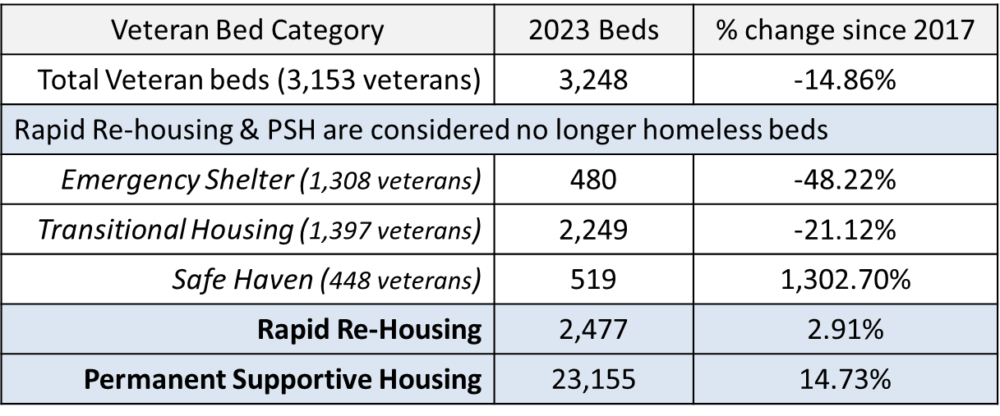 Veteran Bed Category 2023 Beds % change since 2017
Total Veteran beds (3,153 veterans) 3,248 -14.86%
Rapid Re-housing & PSH are considered no longer homeless beds
Emergency Shelter (1,308 veterans) 480 -48.22%
Transitional Housing (1,397 veterans) 2,249 -21.12%
Safe Haven (448 veterans) 519 1,302.70%
Rapid Re-Housing 2,477 2.91%
Permanent Supportive Housing 23,155 14.73%